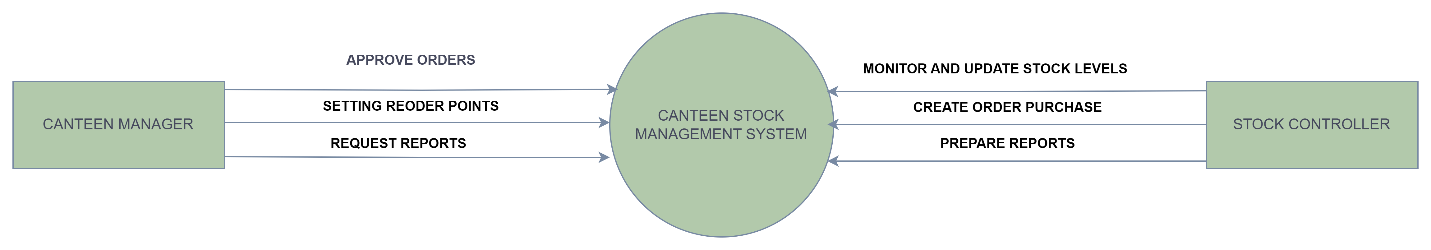 APPROVE ORDERS
SETTING REODER POINTS
REQUEST REPORTS
CANTEEN MANAGER
CANTEEN STOCK
MANAGEMENT SYSTEM
MONITOR AND UPDATE STOCK LEVELS
CREATE ORDER PURCHASE
PREPARE REPORTS
STOCK CONTROLLER